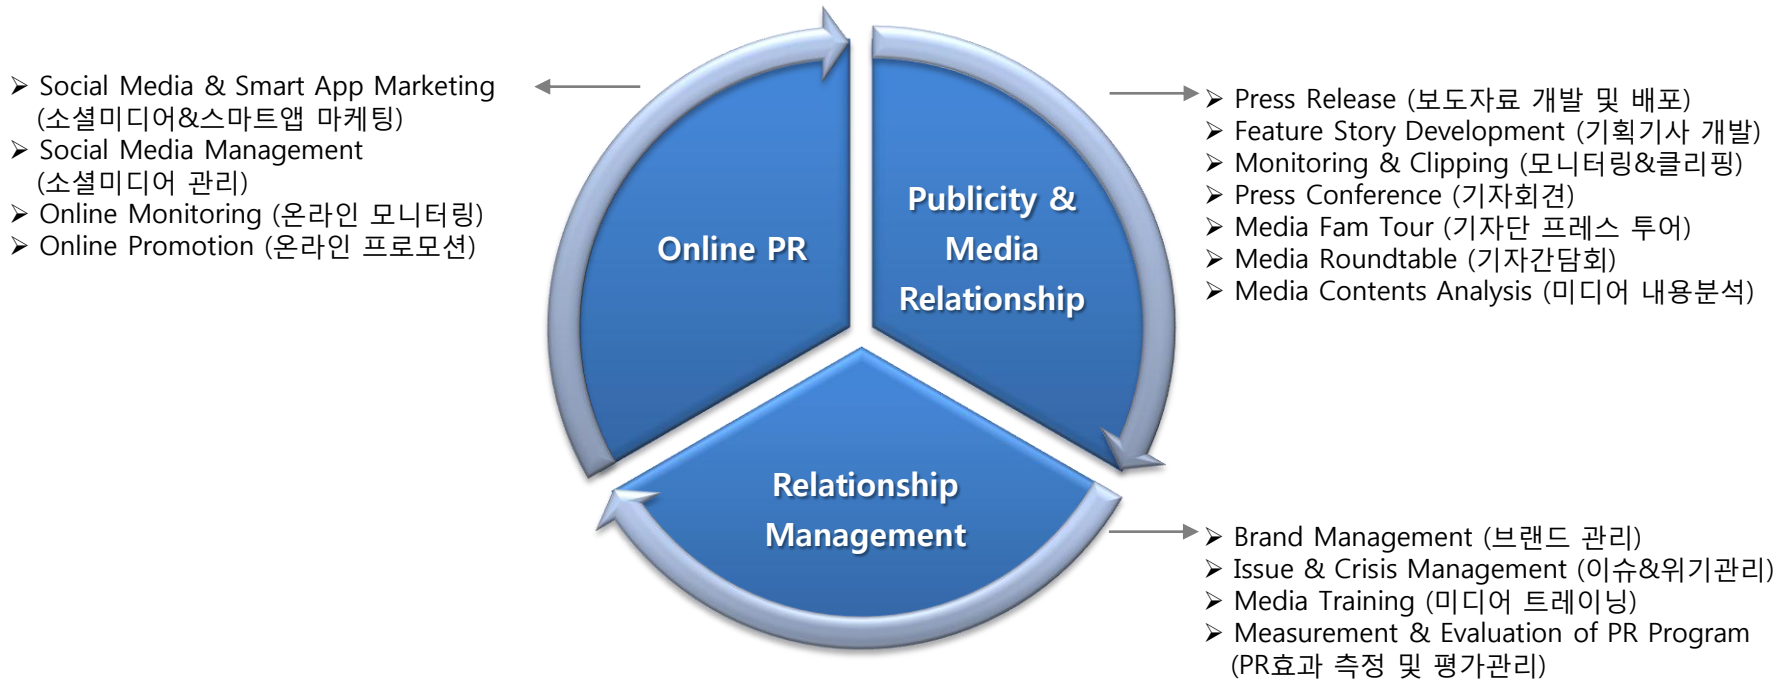 ➢ Social Media & Smart App Marketing
(소셜미디어&스마트앱 마케팅)
➢ Social Media Management
(소셜미디어 관리)
➢ Online Monitoring (온라인 모니터링)
➢ Online Promotion (온라인 프로모션)
Online PR
Publicity &
Media
Relationship
➢ Press Release (보도자료 개발 및 배포)
➢ Feature Story Development (기획기사 개발)
➢ Monitoring & Clipping (모니터링&클리핑)
➢ Press Conference (기자회견)
➢ Media Fam Tour (기자단 프레스 투어)
➢ Media Roundtable (기자간담회)
➢ Media Contents Analysis (미디어 내용분석)
Relationship
Management
➢ Brand Management (브랜드 관리)
➢ Issue & Crisis Management (이슈&위기관리)
➢ Media Training (미디어 트레이닝)
➢ Measurement & Evaluation of PR Program
(PR효과 측정 및 평가관리)